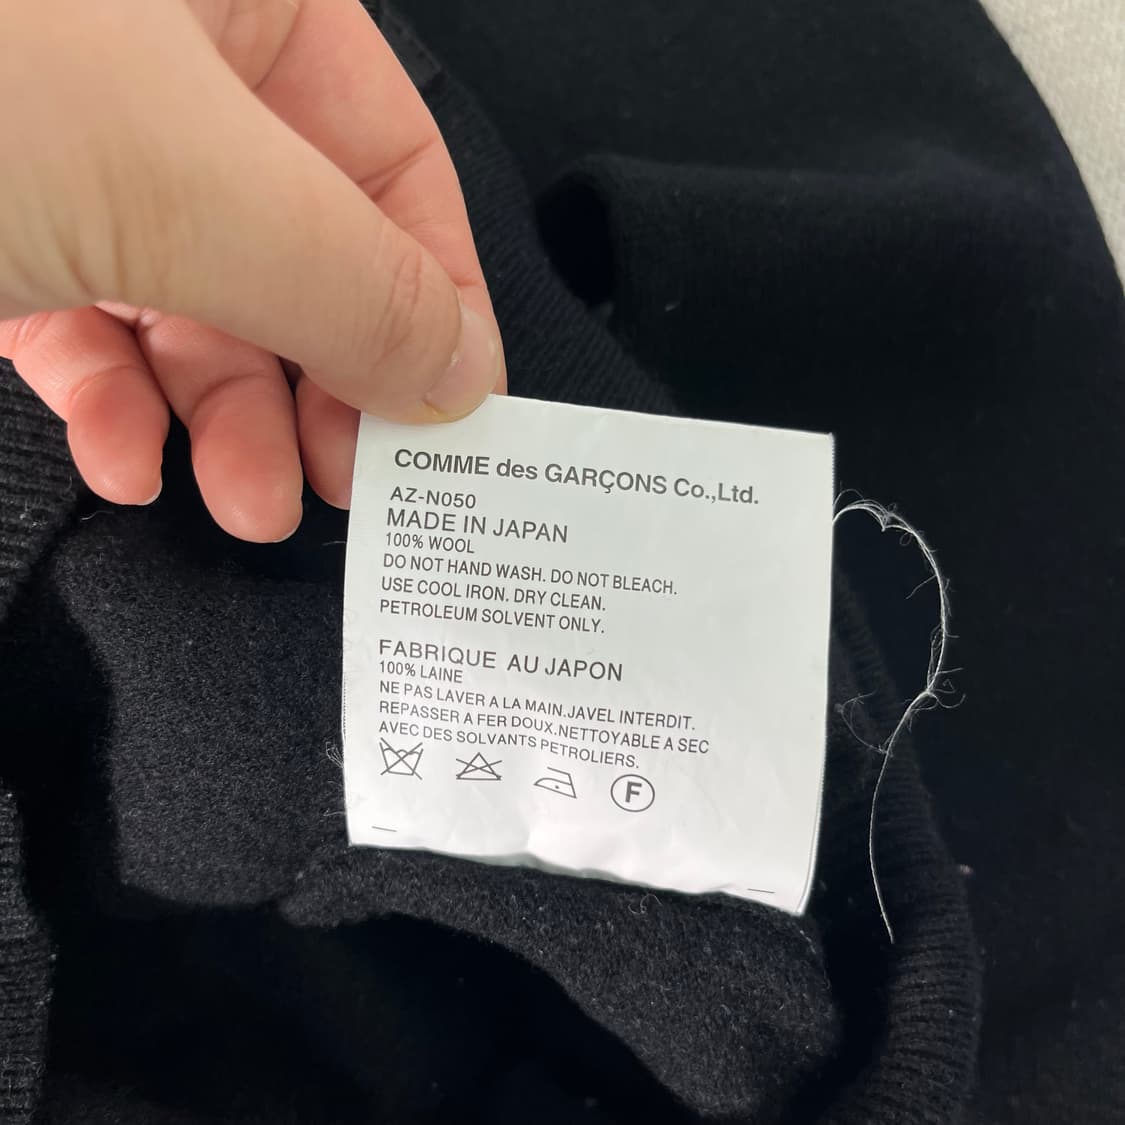 COMME des GARÇONS Co.,Ltd.
AZ-N050
MADE IN JAPAN
100% WOOL
DO NOT HAND WASH. DO NOT BLEACH.
USE COOL IRON. DRY CLEAN.
PETROLEUM SOLVENT ONLY.
FABRIQUE AU JAPON
100% LAINE
NE PAS LAVER A LA MAIN.JAVEL INTERDIT.
REPASSER A FER DOUX.NETTOYABLE A SEC
AVEC DES SOLVANTS PETROLIERS.
F